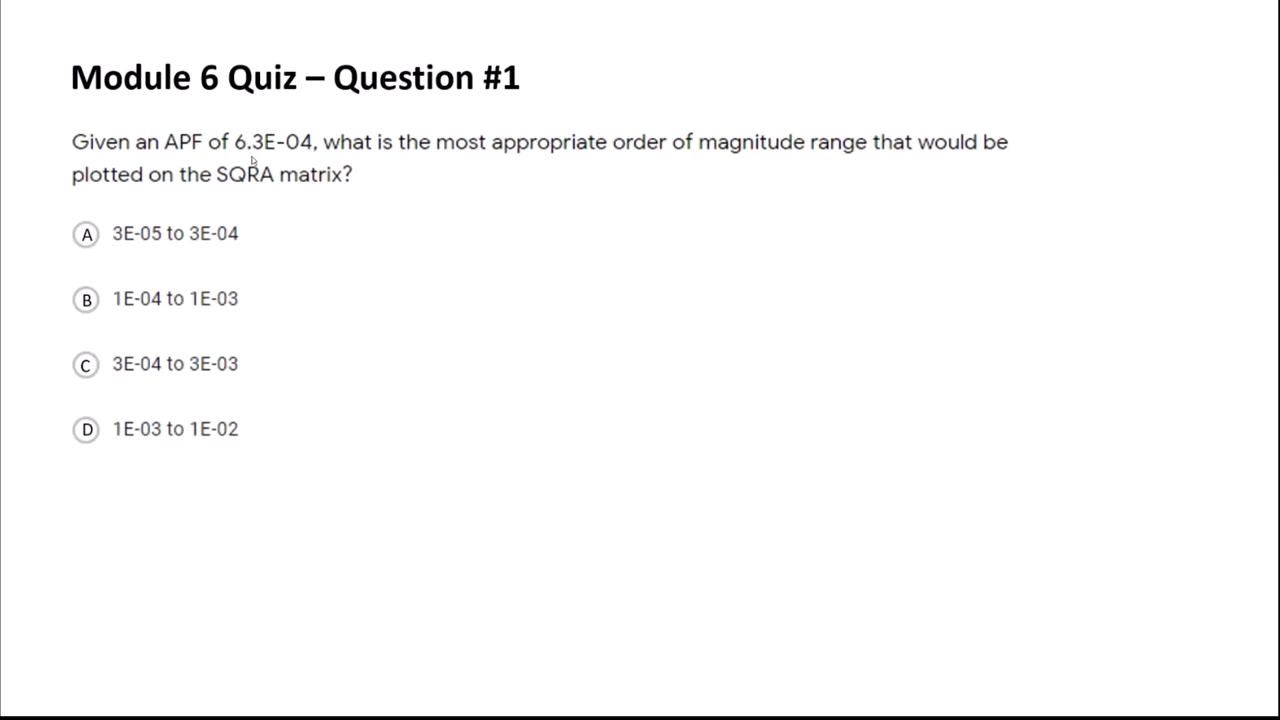 Module 6 Quiz – Question #1
Given an APF of 6.3E-04, what is the most appropriate order of magnitude range that would be
plotted on the SQRA matrix?
A 3E-05 to 3E-04
B 1E-04 to 1E-03
C 3E-04 to 3E-03
D 1E-03 to 1E-02